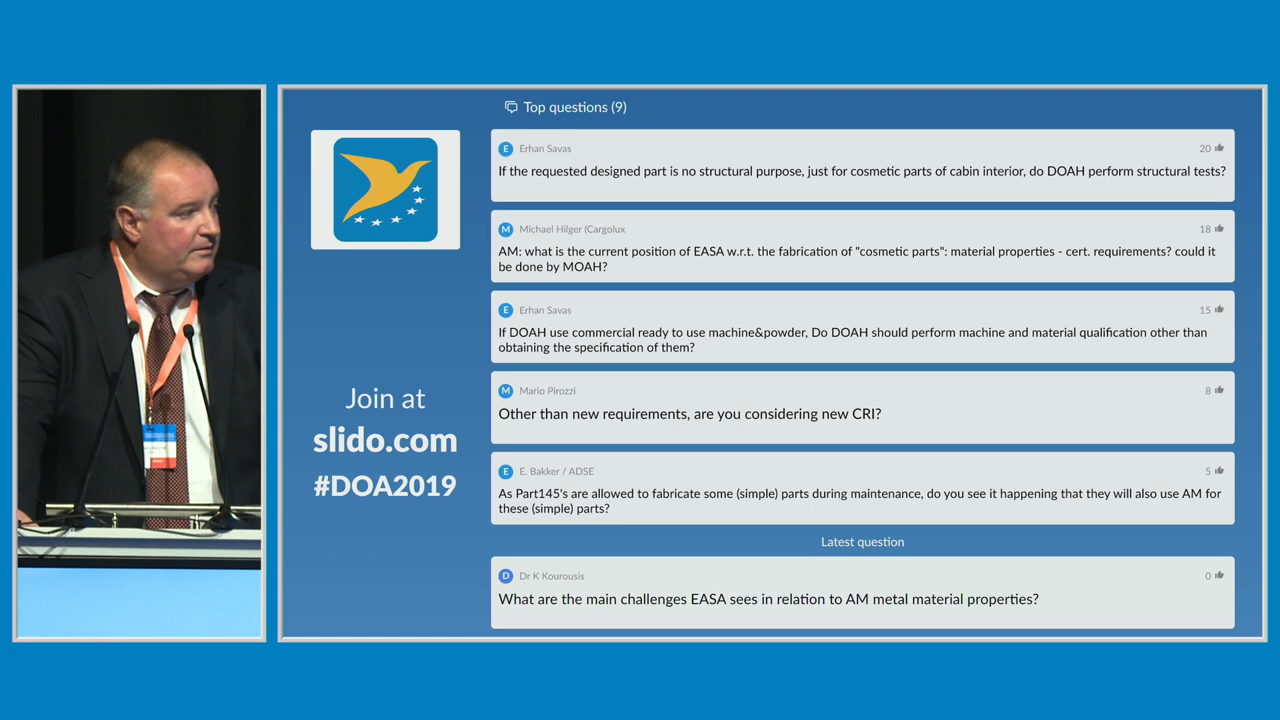 Top questions (9)
E Erhan Savas 20
If the requested designed part is no structural purpose, just for cosmetic parts of cabin interior, do DOAH perform structural tests?
M Michael Hilger (Cargolux 18
AM: what is the current position of EASA w.r.t. the fabrication of "cosmetic parts": material properties - cert. requirements? could it
be done by MOAH?
E Erhan Savas 15
If DOAH use commercial ready to use machine&powder, Do DOAH should perform machine and material qualification other than
obtaining the specification of them?
M Mario Pirozzi 8
Other than new requirements, are you considering new CRI?
E E. Bakker / ADSE 5
As Part145's are allowed to fabricate some (simple) parts during maintenance, do you see it happening that they will also use AM for
these (simple) parts?
Latest question
D Dr K Kourousis 0
What are the main challenges EASA sees in relation to AM metal material properties?
Join at
slido.com
#DOA2019